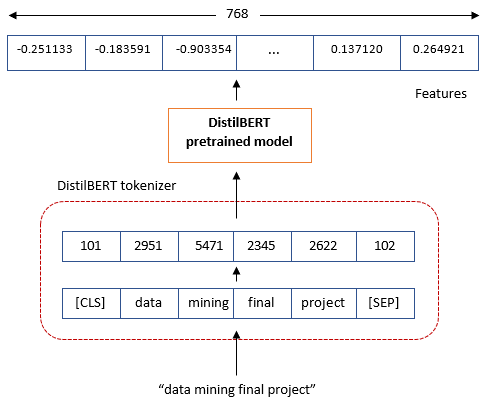 768
-0.251133 -0.183591 -0.903354 ... 0.137120 0.264921
Features
DistilBERT
pretrained model
DistilBERT tokenizer
101 2951 5471 2345 2622 102
[CLS] data mining final project [SEP]
“data mining final project”